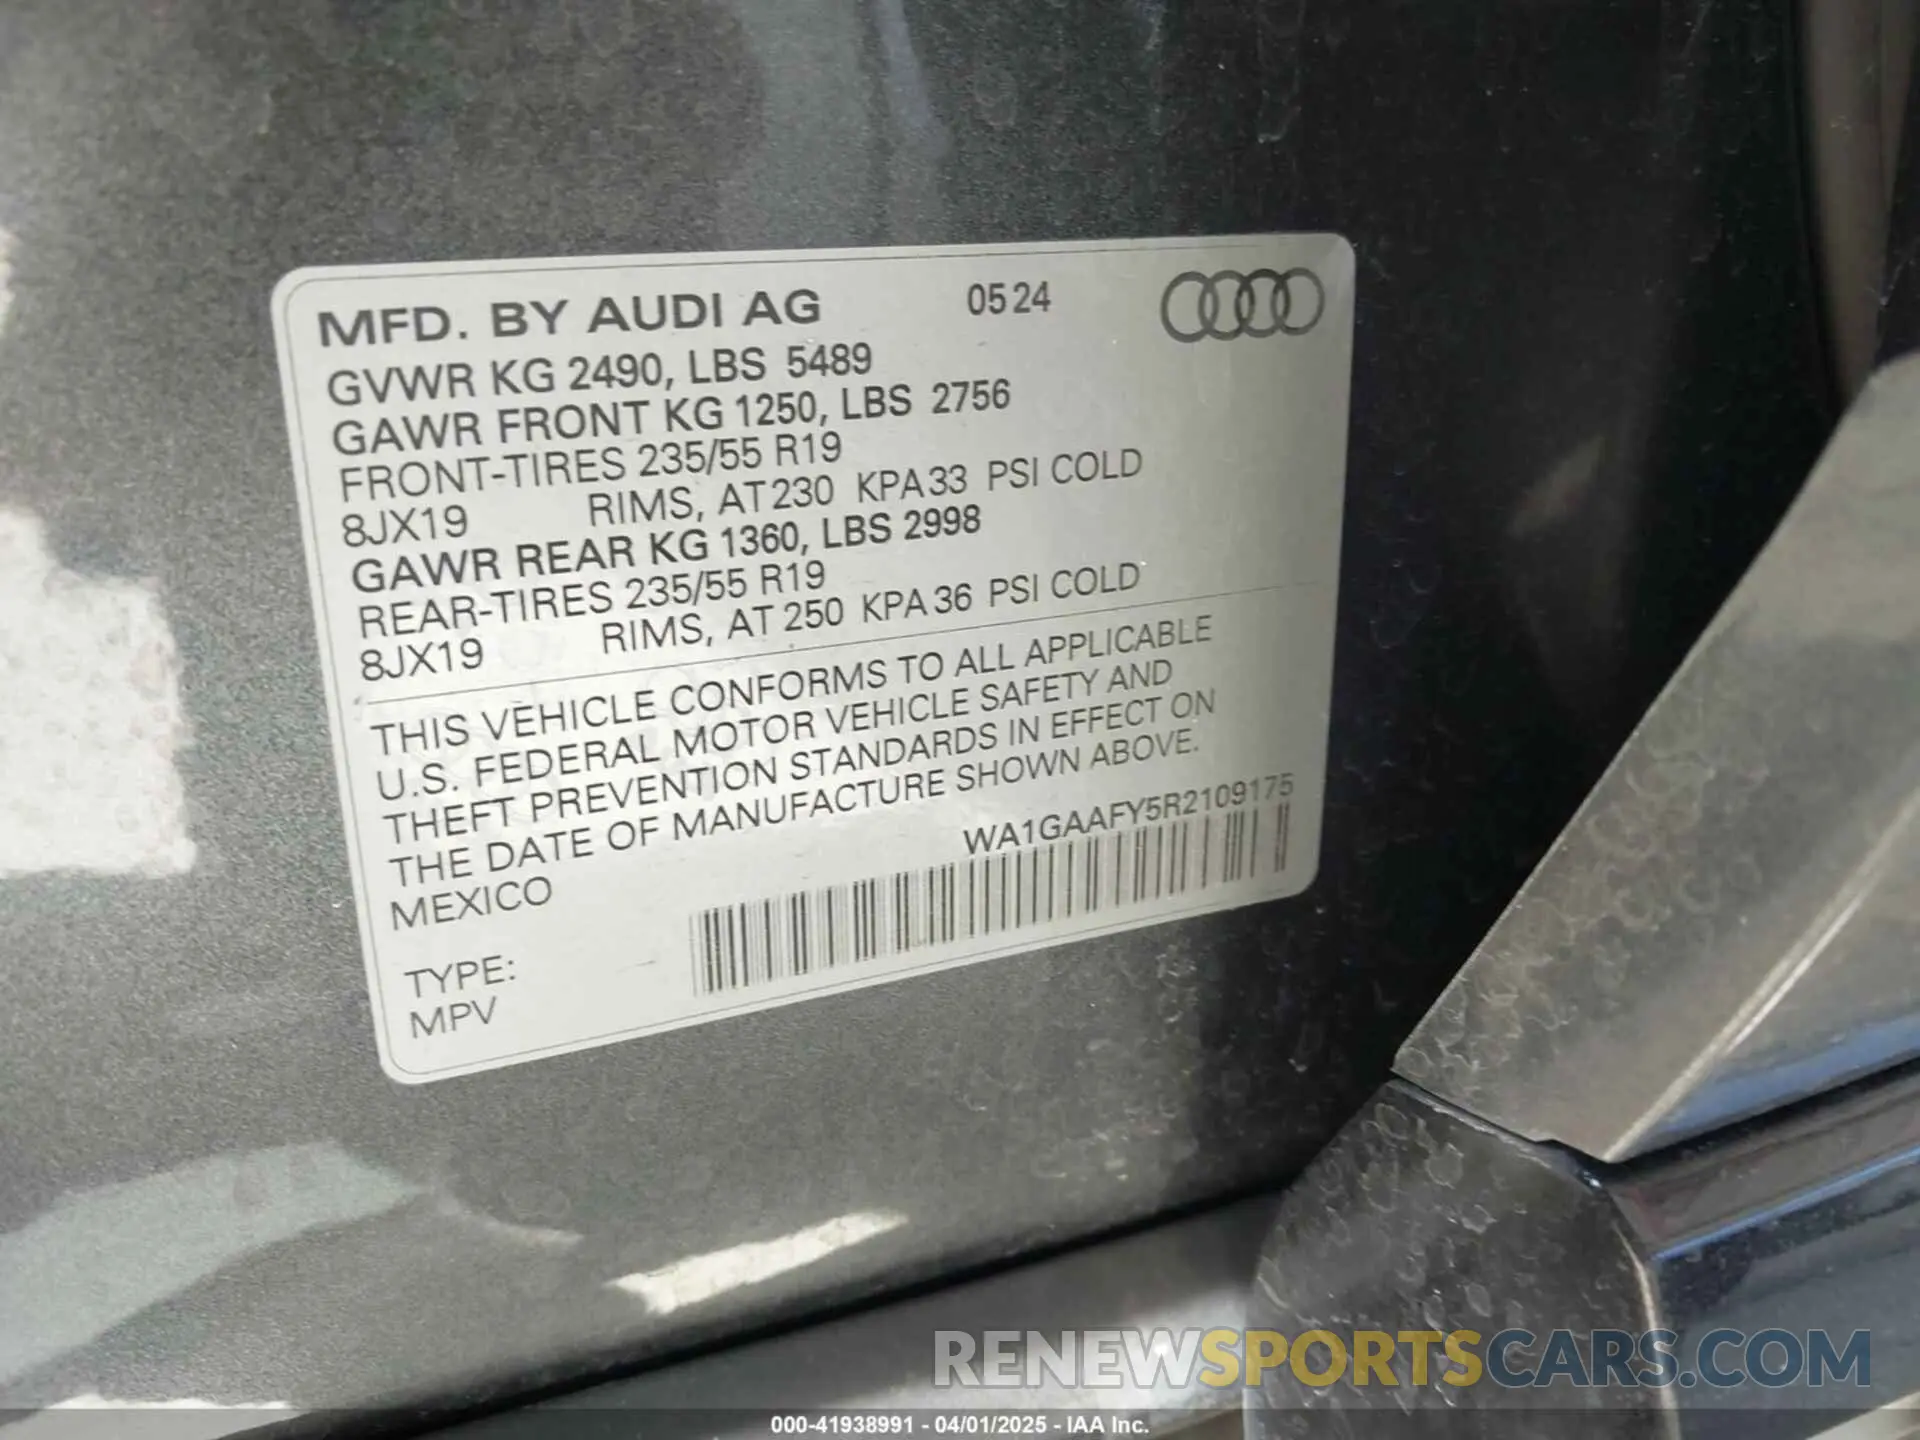 MFD. BY AUDI AG 05 24
GVWR KG 2490, LBS 5489
GAWR FRONT KG 1250, LBS 2756
FRONT-TIRES 235/55 R19
8JX19 RIMS, AT 230 KPA 33 PSI COLD
GAWR REAR KG 1360, LBS 2998
REAR-TIRES 235/55 R19
8JX19 RIMS, AT 250 KPA 36 PSI COLD
THIS VEHICLE CONFORMS TO ALL APPLICABLE
U.S. FEDERAL MOTOR VEHICLE SAFETY AND
THEFT PREVENTION STANDARDS IN EFFECT ON
THE DATE OF MANUFACTURE SHOWN ABOVE.
MEXICO WA1GAAFY5R2109175
TYPE:
MPV
RENEWSPORTSCARS.COM
000-41938991 - 04/01/2025 - IAA Inc.